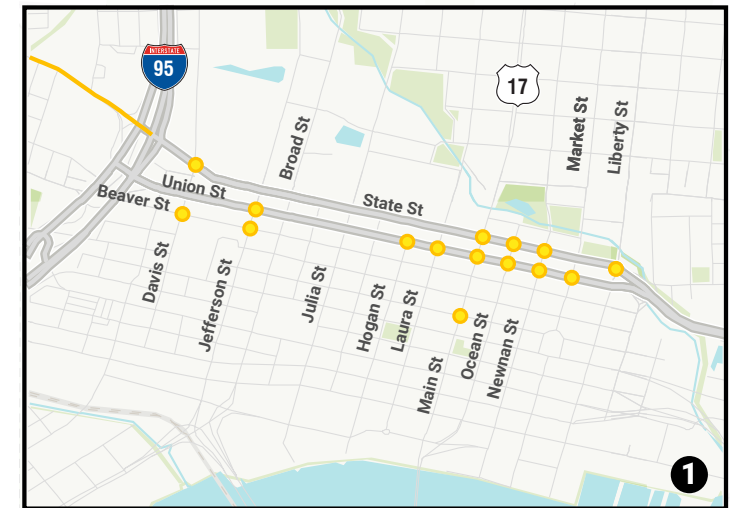 INTERSTATE
95
17
Broad St
Market St
Liberty St
Union St
Beaver St
State St
Davis St
Jefferson St
Julia St
Hogan St
Laura St
Main St
Ocean St
Newnan St
1